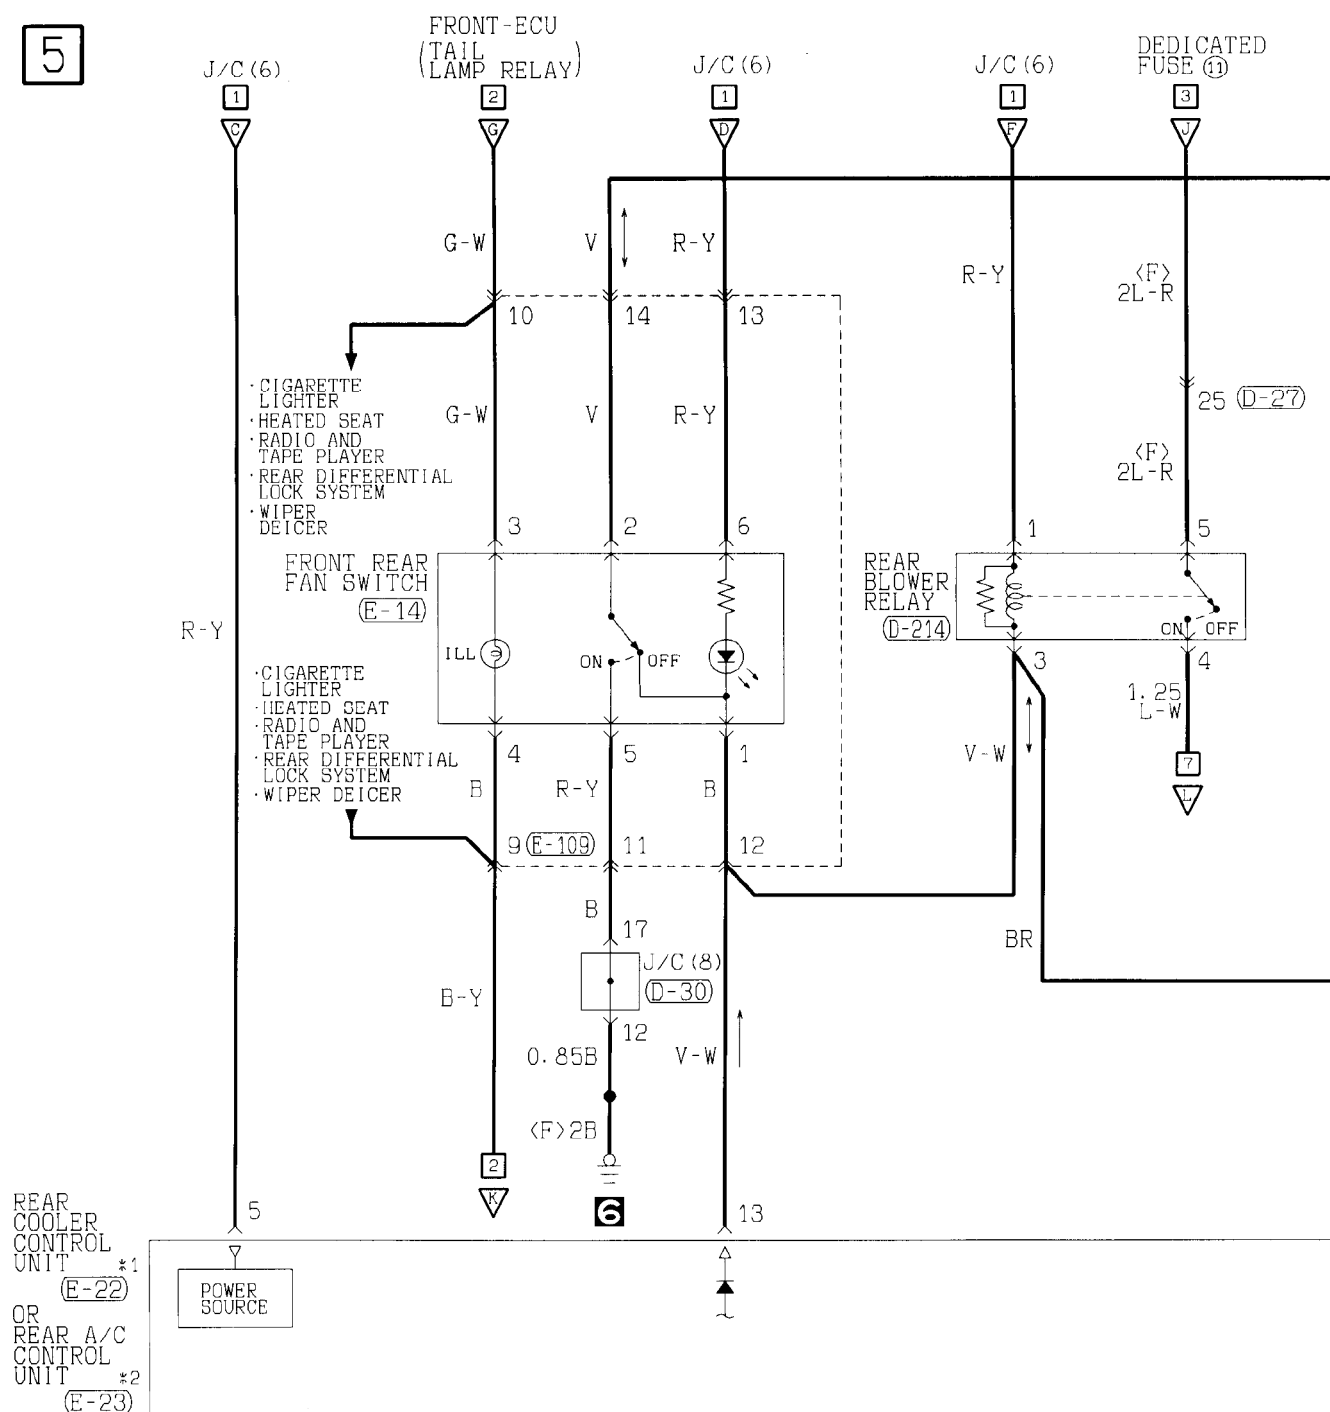 5
J/C(6)
1
C
FRONT-ECU
(TAIL
LAMP RELAY)
2
G
J/C(6)
1
D
J/C(6)
1
F
DEDICATED
FUSE ⑪
3
J
G-W
V
R-Y
R-Y
<F>
2L-R
10
14
13
·CIGARETTE
LIGHTER
·HEATED SEAT
·RADIO AND
TAPE PLAYER
·REAR DIFFERENTIAL
LOCK SYSTEM
·WIPER
DEICER
G-W
V
R-Y
25 (D-27)
<F>
2L-R
3
2
6
1
5
FRONT REAR
FAN SWITCH
(E-14)
ILL
ON
OFF
REAR
BLOWER
RELAY
(D-214)
ON
OFF
R-Y
·CIGARETTE
LIGHTER
·HEATED SEAT
·RADIO AND
TAPE PLAYER
·REAR DIFFERENTIAL
LOCK SYSTEM
·WIPER DEICER
4
5
1
3
4
B
R-Y
B
V-W
1.25
L-W
7
L
9 (E-109)
11
12
B
17
J/C(8)
(D-30)
BR
B-Y
12
0.85B
V-W
<F>2B
2
K
6
5
13
REAR
COOLER
CONTROL
UNIT *1
(E-22)
OR
REAR A/C
CONTROL
UNIT *2
(E-23)
POWER
SOURCE